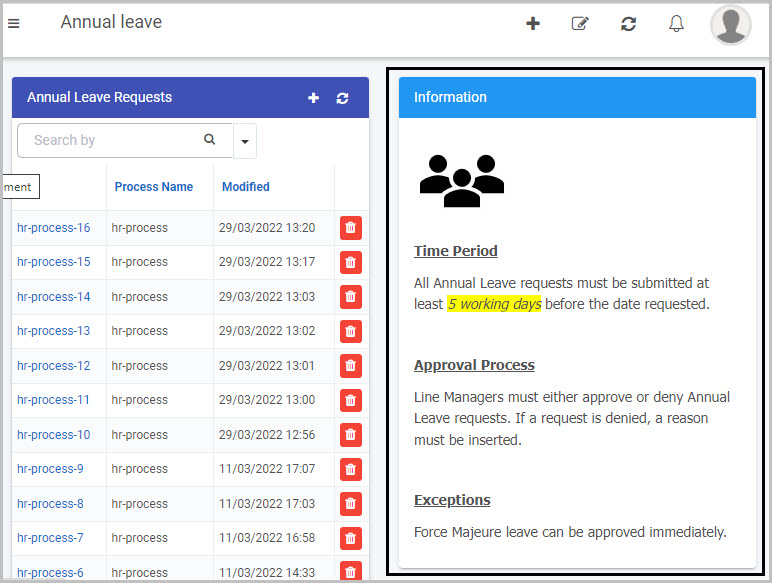 Annual leave
Annual Leave Requests
Search by
ment
Process Name Modified
hr-process-16 hr-process 29/03/2022 13:20
hr-process-15 hr-process 29/03/2022 13:17
hr-process-14 hr-process 29/03/2022 13:03
hr-process-13 hr-process 29/03/2022 13:02
hr-process-12 hr-process 29/03/2022 13:01
hr-process-11 hr-process 29/03/2022 13:00
hr-process-10 hr-process 29/03/2022 12:56
hr-process-9 hr-process 11/03/2022 17:07
hr-process-8 hr-process 11/03/2022 17:03
hr-process-7 hr-process 11/03/2022 16:58
hr-process-6 hr-process 11/03/2022 14:33
Information
Time Period
All Annual Leave requests must be submitted at
least 5 working days before the date requested.
Approval Process
Line Managers must either approve or deny Annual
Leave requests. If a request is denied, a reason
must be inserted.
Exceptions
Force Majeure leave can be approved immediately.